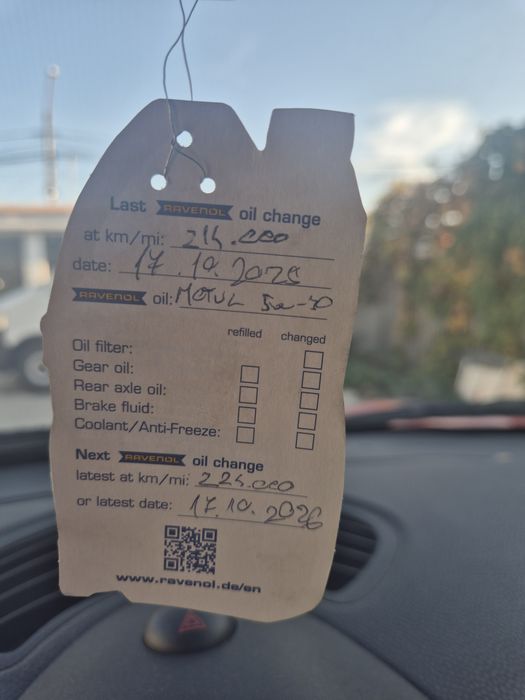 Last RAVENOL oil change
at km/mi: 214.000
date: 17.10.2025
RAVENOL oil: MOTUL 5w-30
refilled changed
Oil filter:
Gear oil:
Rear axle oil:
Brake fluid:
Coolant/Anti-Freeze:
Next RAVENOL oil change
latest at km/mi: 224.000
or latest date: 17.10.2026
www.ravenol.de/en